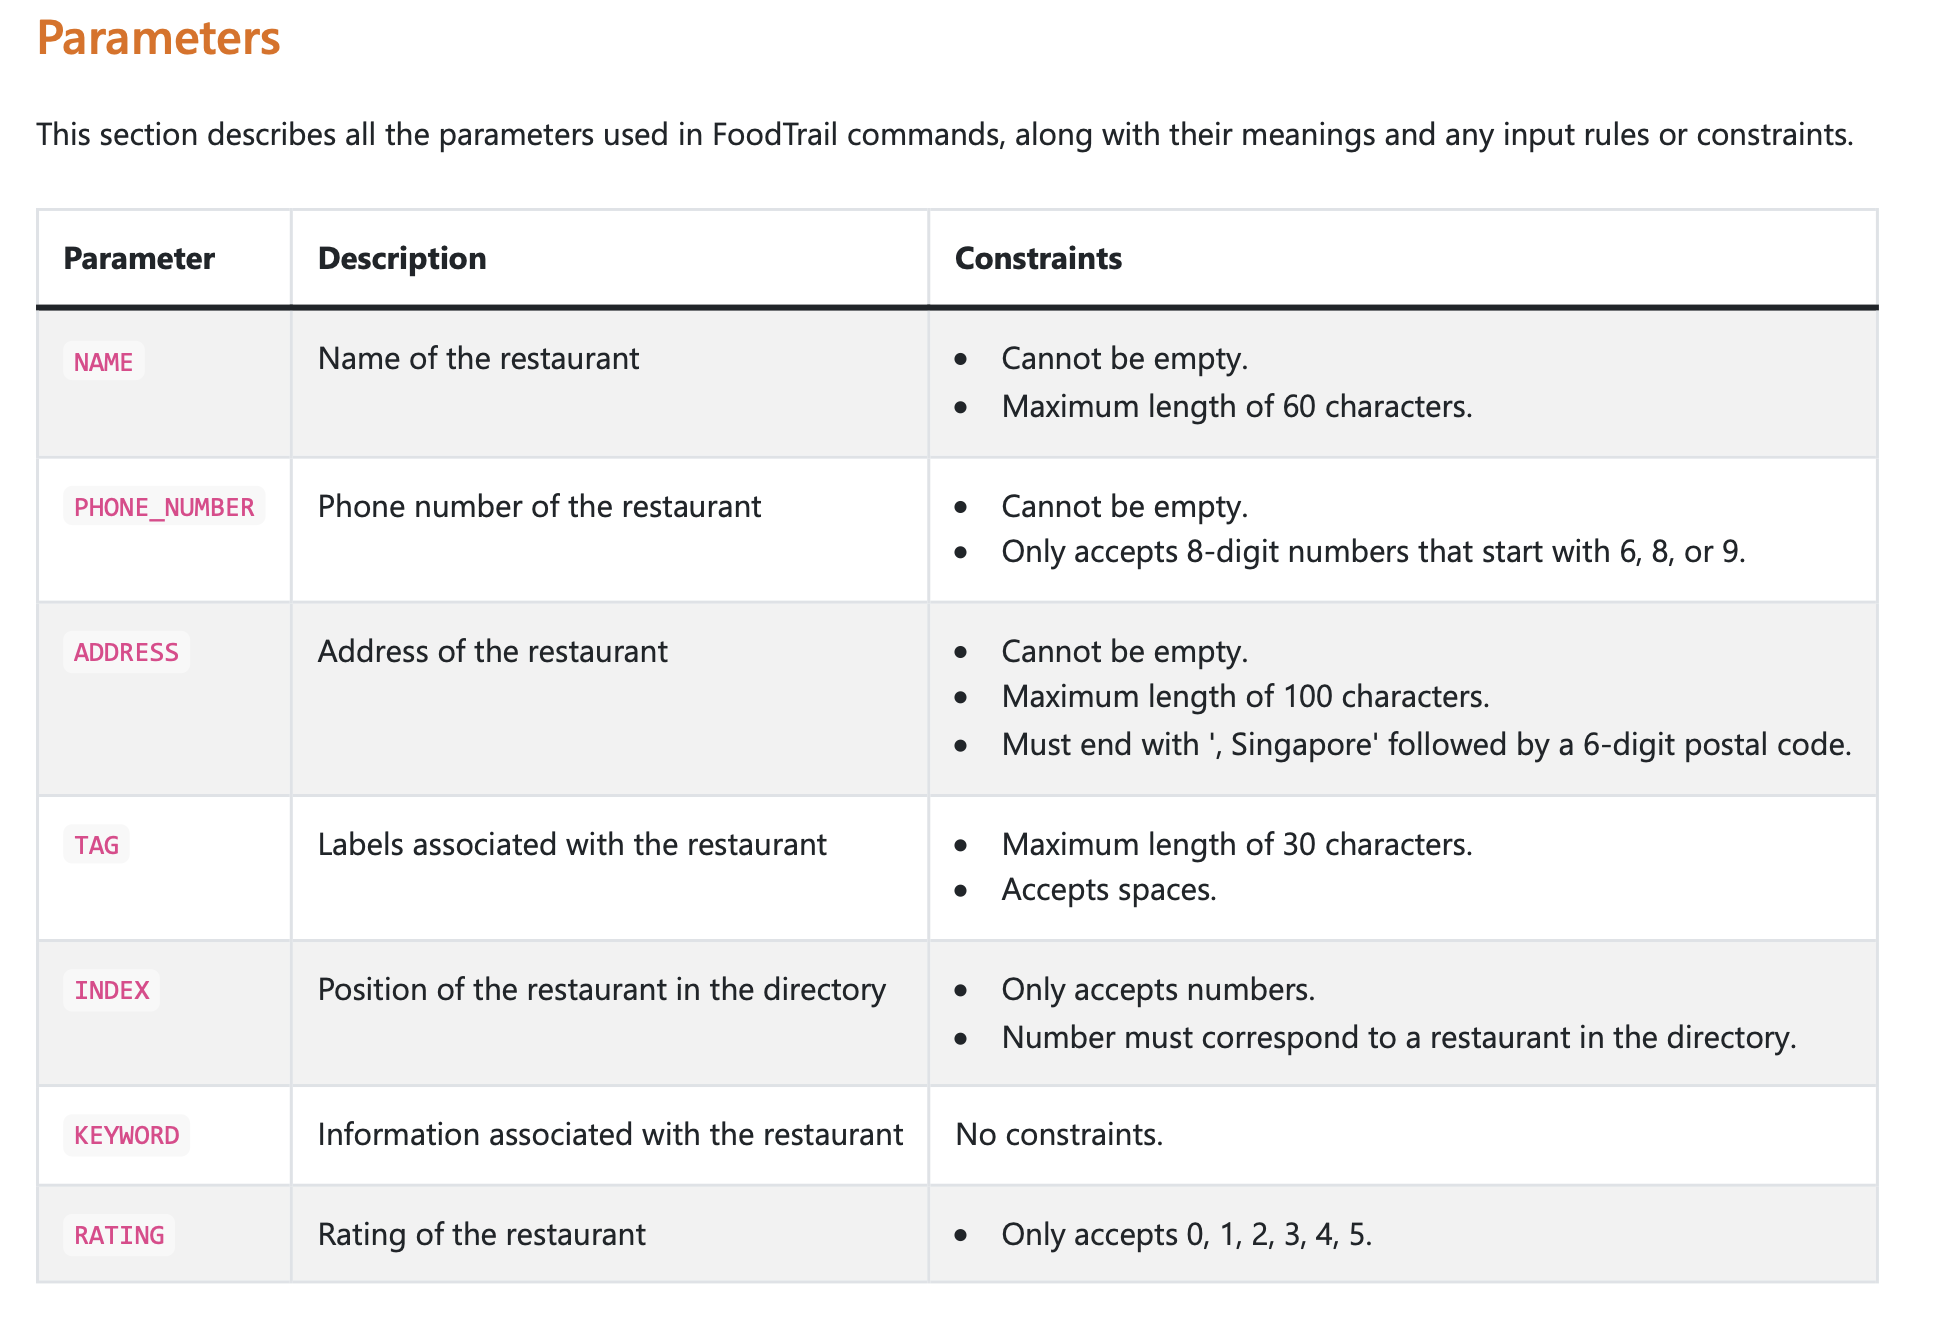 Parameters
This section describes all the parameters used in FoodTrail commands, along with their meanings and any input rules or constraints.
Parameter Description Constraints
NAME Name of the restaurant • Cannot be empty.
• Maximum length of 60 characters.
PHONE_NUMBER Phone number of the restaurant • Cannot be empty.
• Only accepts 8-digit numbers that start with 6, 8, or 9.
ADDRESS Address of the restaurant • Cannot be empty.
• Maximum length of 100 characters.
• Must end with ', Singapore' followed by a 6-digit postal code.
TAG Labels associated with the restaurant • Maximum length of 30 characters.
• Accepts spaces.
INDEX Position of the restaurant in the directory • Only accepts numbers.
• Number must correspond to a restaurant in the directory.
KEYWORD Information associated with the restaurant No constraints.
RATING Rating of the restaurant • Only accepts 0, 1, 2, 3, 4, 5.